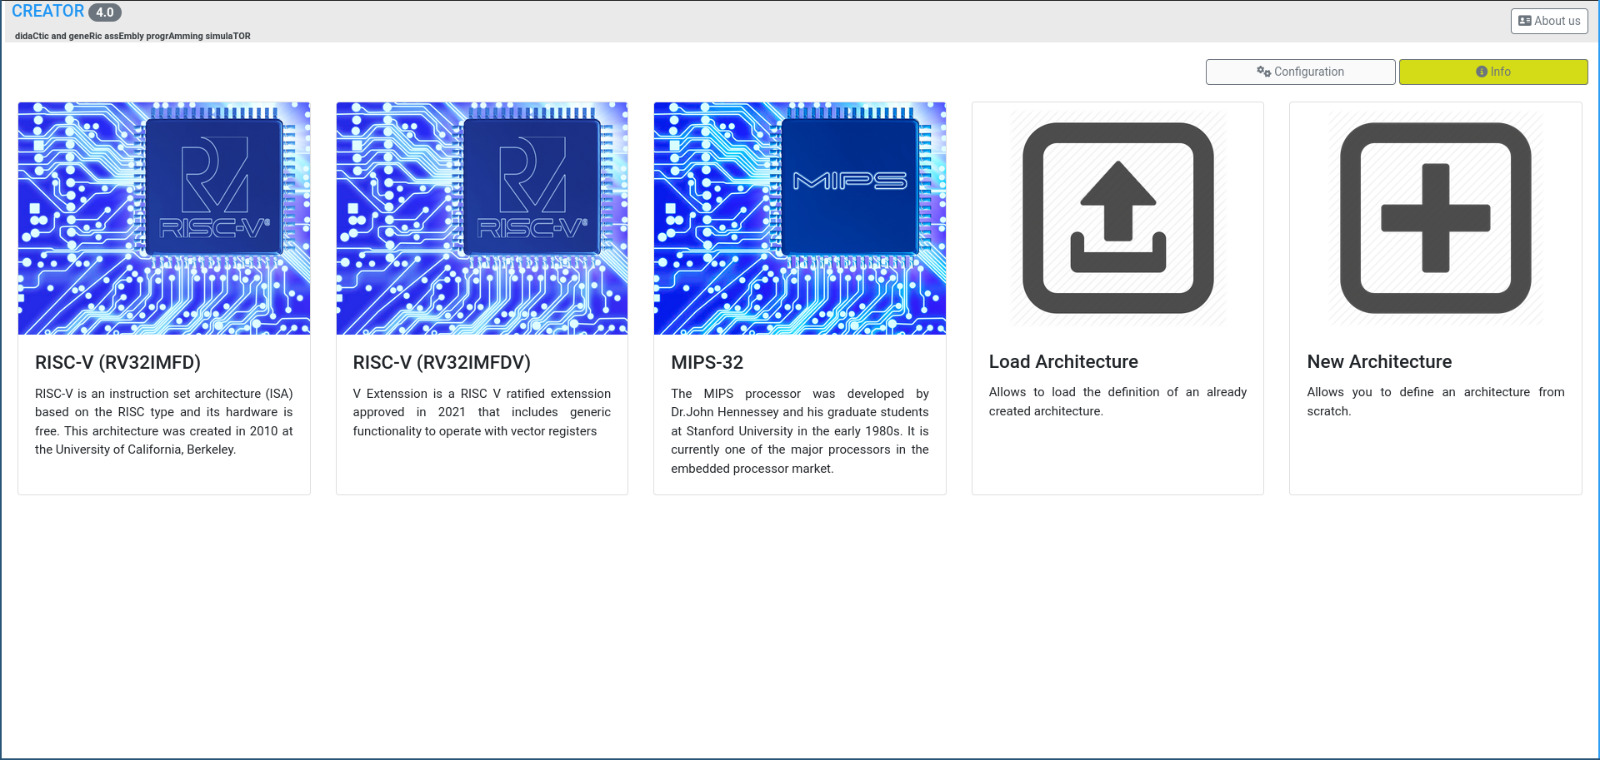 CREATOR 4.0
didaCtic and geneRic assEmbly progrAmming simulaTOR
About us
Configuration
Info
RISC-V®
RISC-V (RV32IMFD)
RISC-V is an instruction set architecture (ISA)
based on the RISC type and its hardware is
free. This architecture was created in 2010 at
the University of California, Berkeley.
RISC-V®
RISC-V (RV32IMFDV)
V Extenssion is a RISC V ratified extenssion
approved in 2021 that includes generic
functionality to operate with vector registers
MIPS
MIPS-32
The MIPS processor was developed by
Dr.John Hennessey and his graduate students
at Stanford University in the early 1980s. It is
currently one of the major processors in the
embedded processor market.
Load Architecture
Allows to load the definition of an already
created architecture.
New Architecture
Allows you to define an architecture from
scratch.